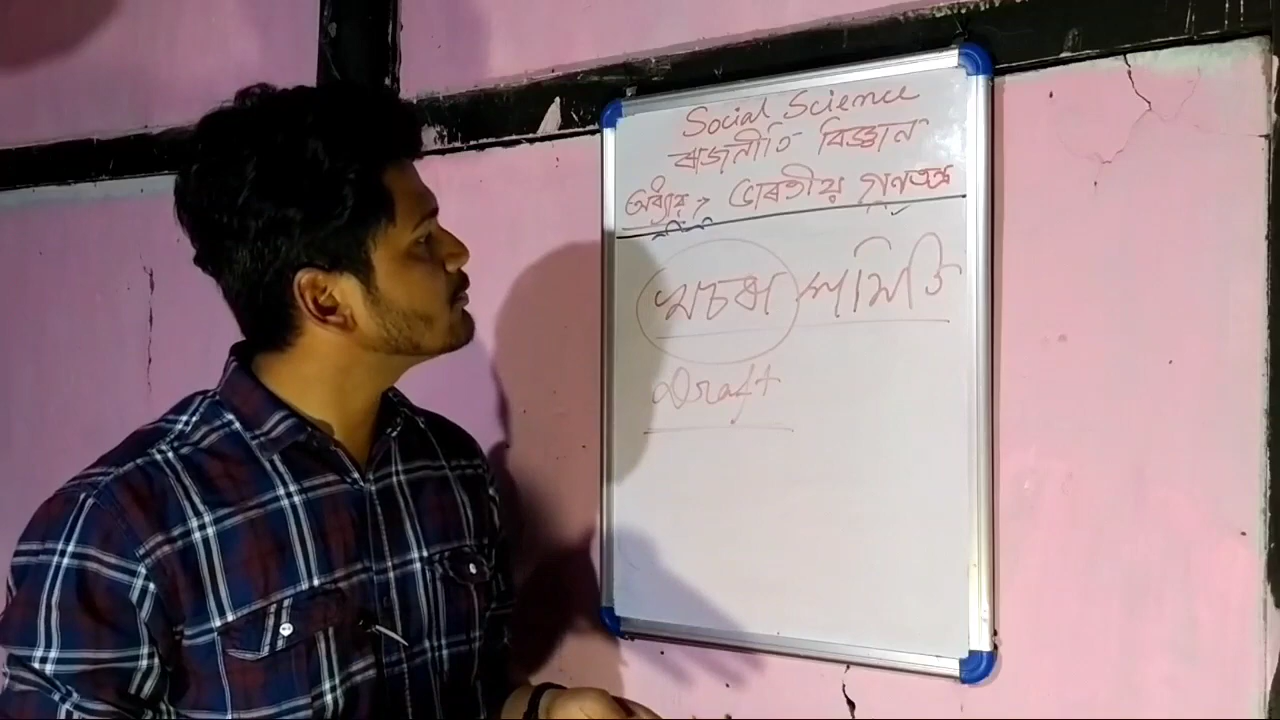 Social Science
ৰাজনীতি বিজ্ঞান
অধ্যায় > ভাৰতীয় গণতন্ত্ৰ
খচৰা সমিতি
Draft